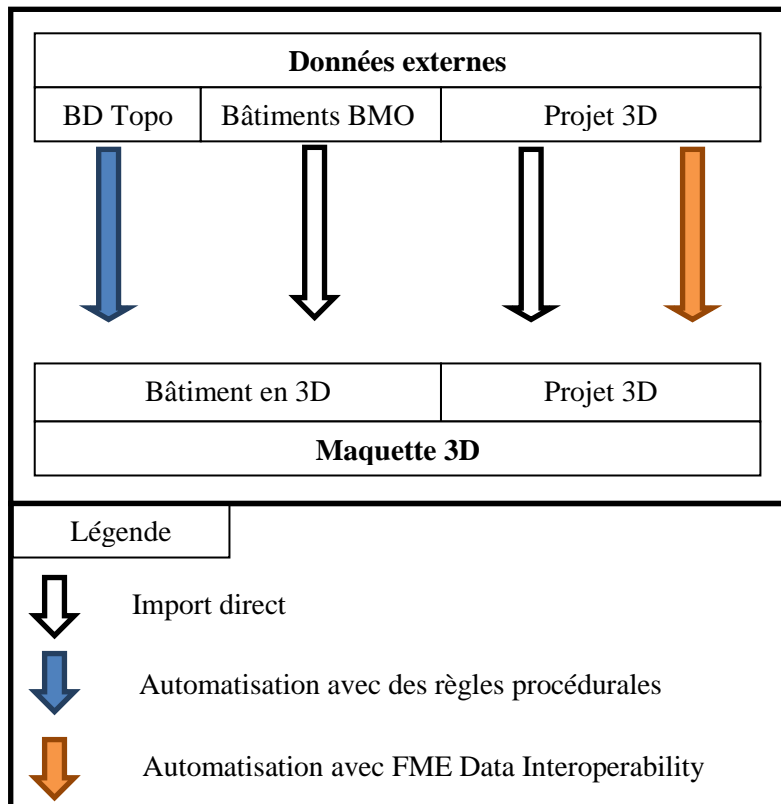 Données externes
BD Topo
Bâtiments BMO
Projet 3D
Bâtiment en 3D
Projet 3D
Maquette 3D
Légende
Import direct
Automatisation avec des règles procédurales
Automatisation avec FME Data Interoperability